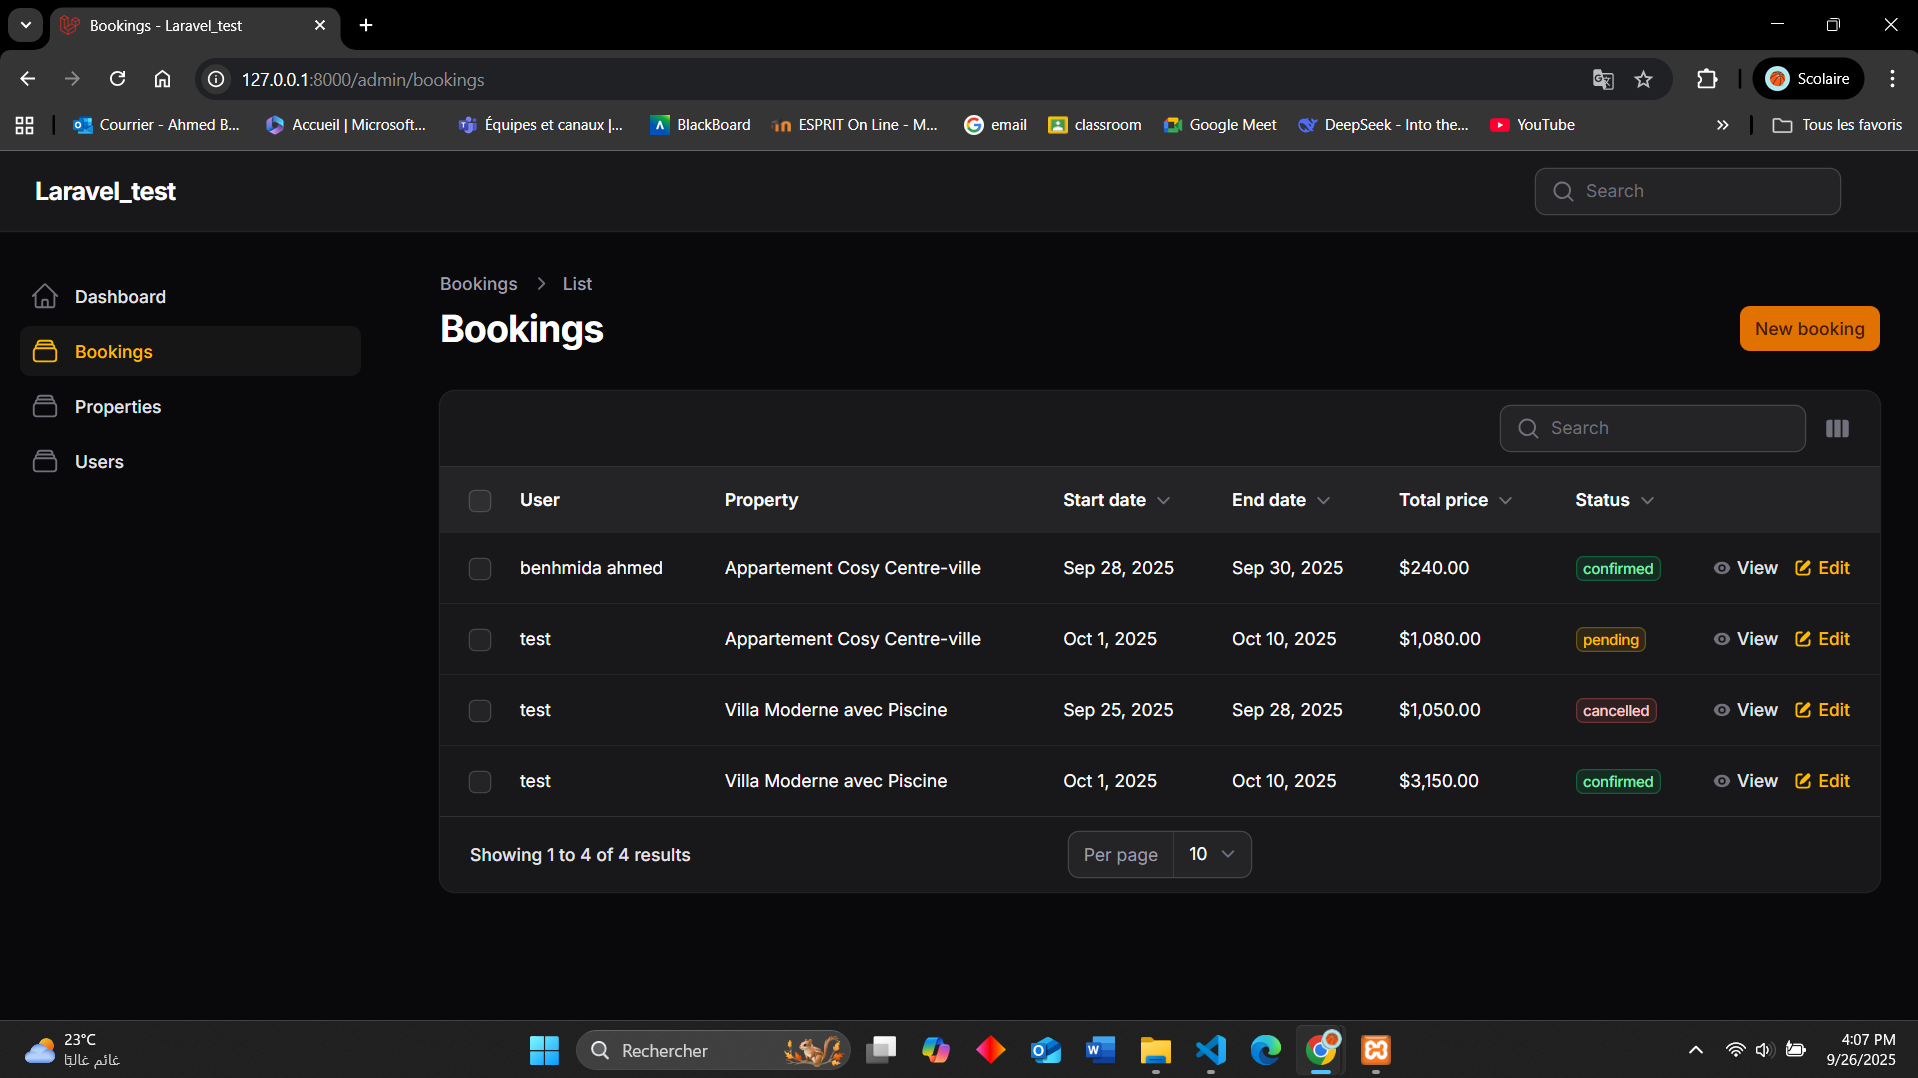 Bookings - Laravel_test
127.0.0.1:8000/admin/bookings
Scolaire
Courrier - Ahmed B...
Accueil | Microsoft...
Équipes et canaux |...
BlackBoard
ESPRIT On Line - M...
email
classroom
Google Meet
DeepSeek - Into the...
YouTube
Tous les favoris
Laravel_test
Search
Dashboard
Bookings
Properties
Users
Bookings > List
Bookings
New booking
Search
User Property Start date End date Total price Status
benhmida ahmed Appartement Cosy Centre-ville Sep 28, 2025 Sep 30, 2025 $240.00 confirmed View Edit
test Appartement Cosy Centre-ville Oct 1, 2025 Oct 10, 2025 $1,080.00 pending View Edit
test Villa Moderne avec Piscine Sep 25, 2025 Sep 28, 2025 $1,050.00 cancelled View Edit
test Villa Moderne avec Piscine Oct 1, 2025 Oct 10, 2025 $3,150.00 confirmed View Edit
Showing 1 to 4 of 4 results
Per page 10
23°C
غائم غالبًا
Rechercher
4:07 PM
9/26/2025